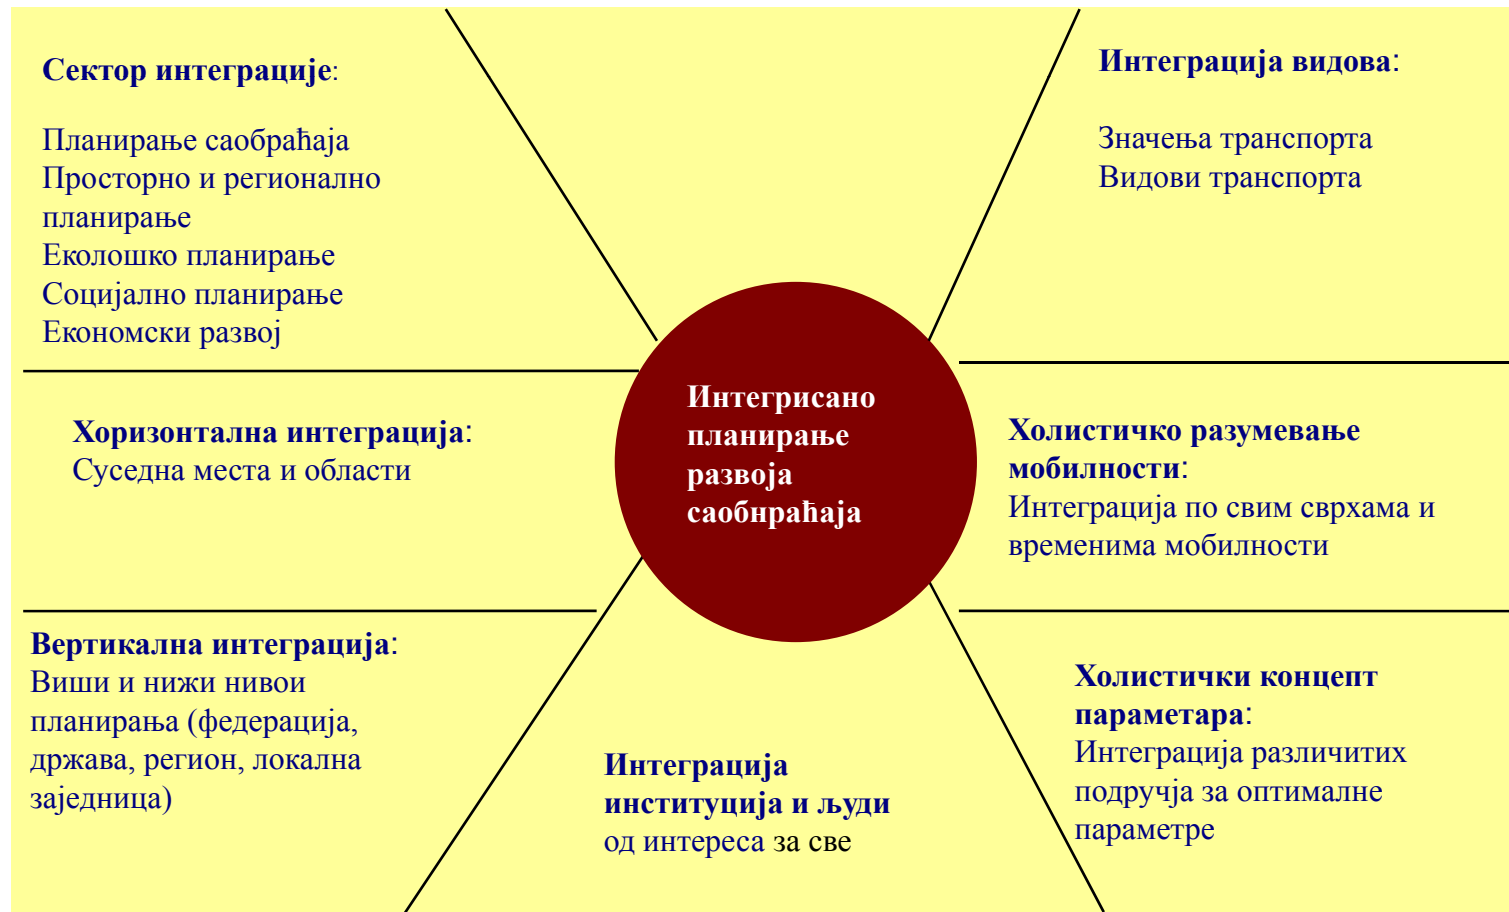 Сектор интеграције:
Планирање саобраћаја
Просторно и регионално
планирање
Еколошко планирање
Социјално планирање
Економски развој
Интеграција видова:
Значења транспорта
Видови транспорта
Хоризонтална интеграција:
Суседна места и области
Интегрисано
планирање
развоја
саобнраћаја
Холистичко разумевање
мобилности:
Интеграција по свим сврхама и
временима мобилности
Вертикална интеграција:
Виши и нижи нивои
планирања (федерација,
држава, регион, локална
заједница)
Интеграција
институција и људи
од интереса за све
Холистички концепт
параметара:
Интеграција различитих
подручја за оптималне
параметре